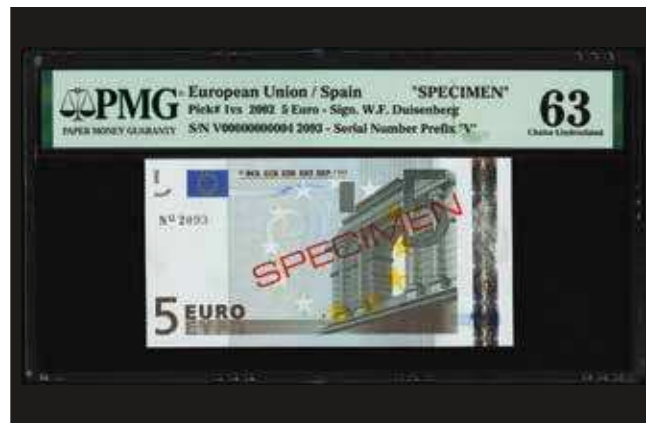 PMG
PAPER MONEY GUARANTY
European Union / Spain "SPECIMEN"
Pick# 1vs 2002 5 Euro - Sign. W.F. Duisenberg
S/N V00000000004 2093 - Serial Number Prefix "V"
63
Choice Uncirculated
Nº 2093
SPECIMEN
5 EURO
ΕΥΡΩ